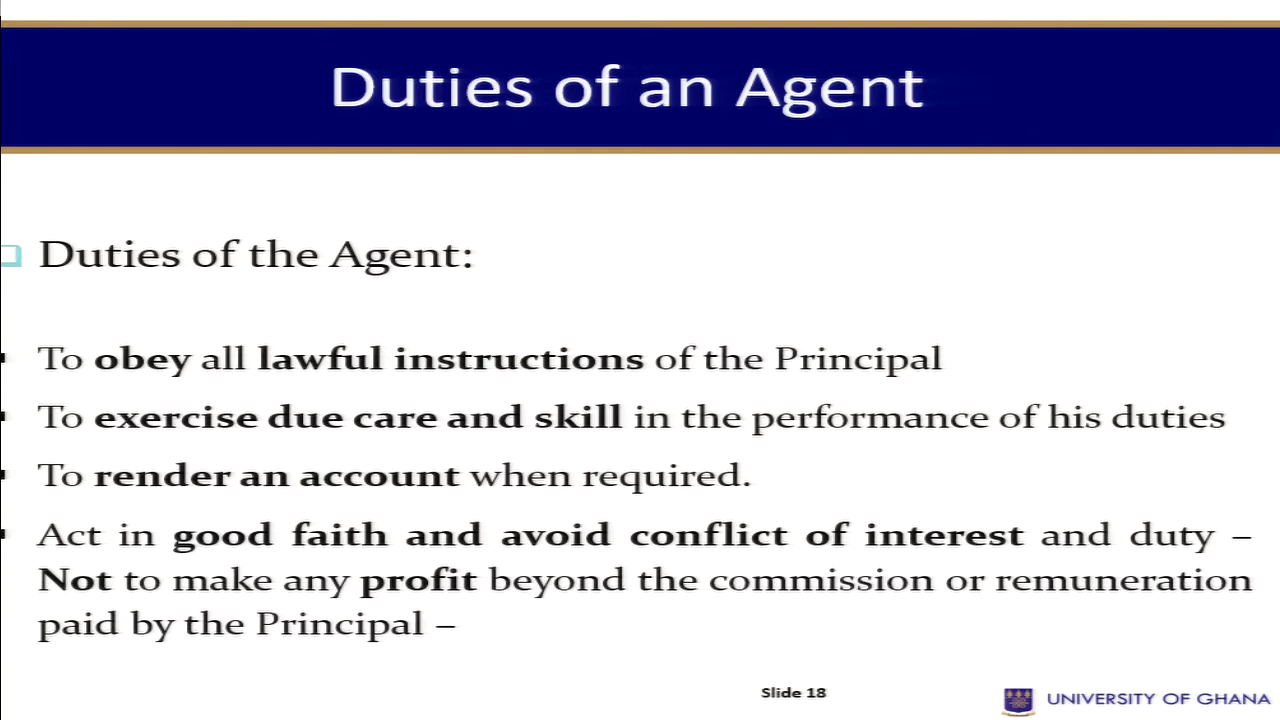 Duties of an Agent
Duties of the Agent:
To obey all lawful instructions of the Principal
To exercise due care and skill in the performance of his duties
To render an account when required.
Act in good faith and avoid conflict of interest and duty –
Not to make any profit beyond the commission or remuneration
paid by the Principal –
Slide 18
UNIVERSITY OF GHANA